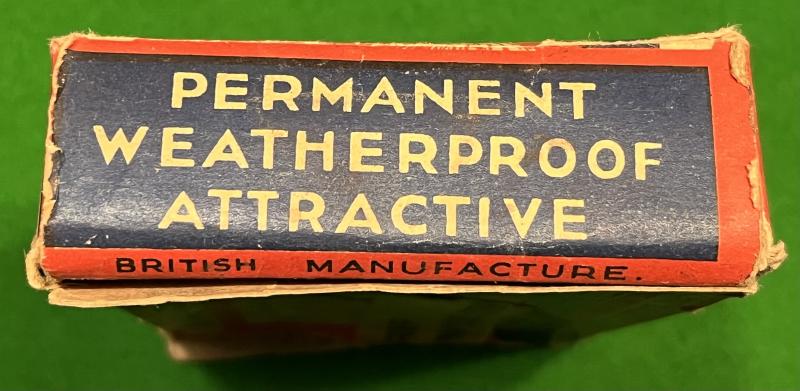 PERMANENT
WEATHERPROOF
ATTRACTIVE
BRITISH MANUFACTURE.